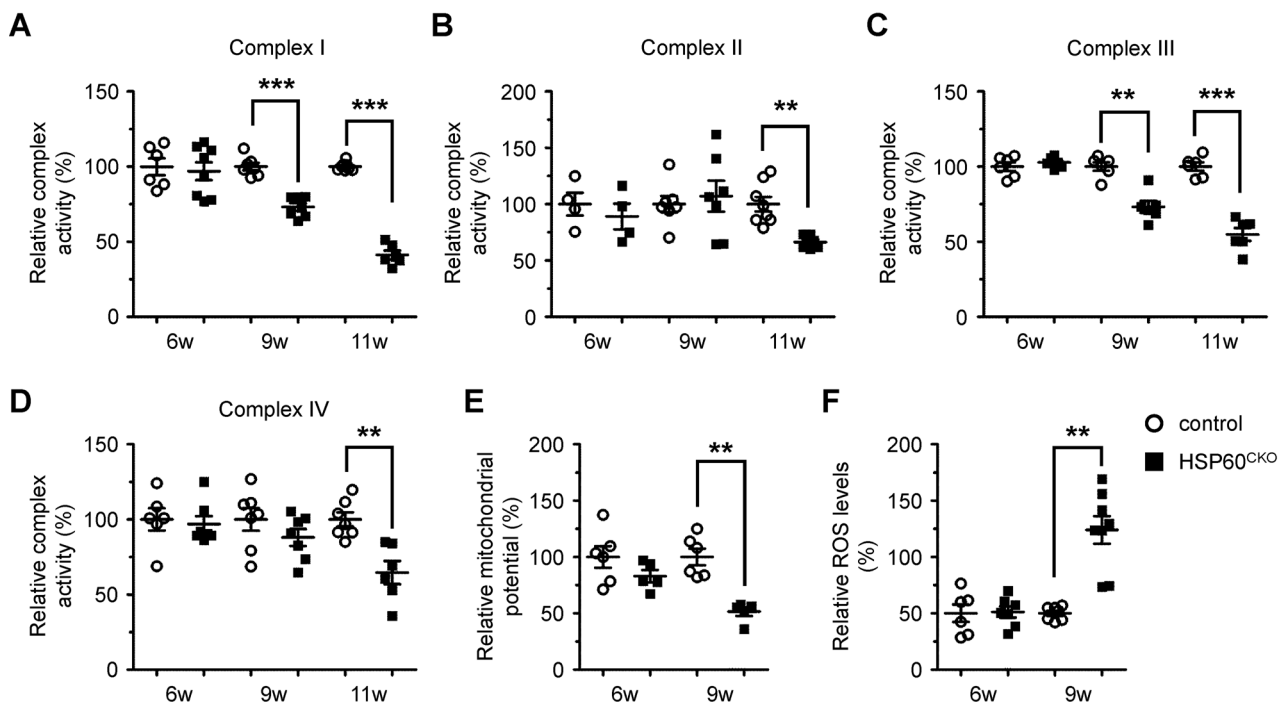 A
Complex I
Relative complex
activity (%)
150
100
50
0
***
***
6w
9w
11w
B
Complex II
Relative complex
activity (%)
200
150
100
50
0
**
6w
9w
11w
C
Complex III
Relative complex
activity (%)
150
100
50
0
**
***
6w
9w
11w
D
Complex IV
Relative complex
activity (%)
150
100
50
0
**
6w
9w
11w
E
Relative mitochondrial
potential (%)
200
150
100
50
0
**
6w
9w
F
Relative ROS levels
(%)
200
150
100
50
0
**
6w
9w
control
HSP60CKO